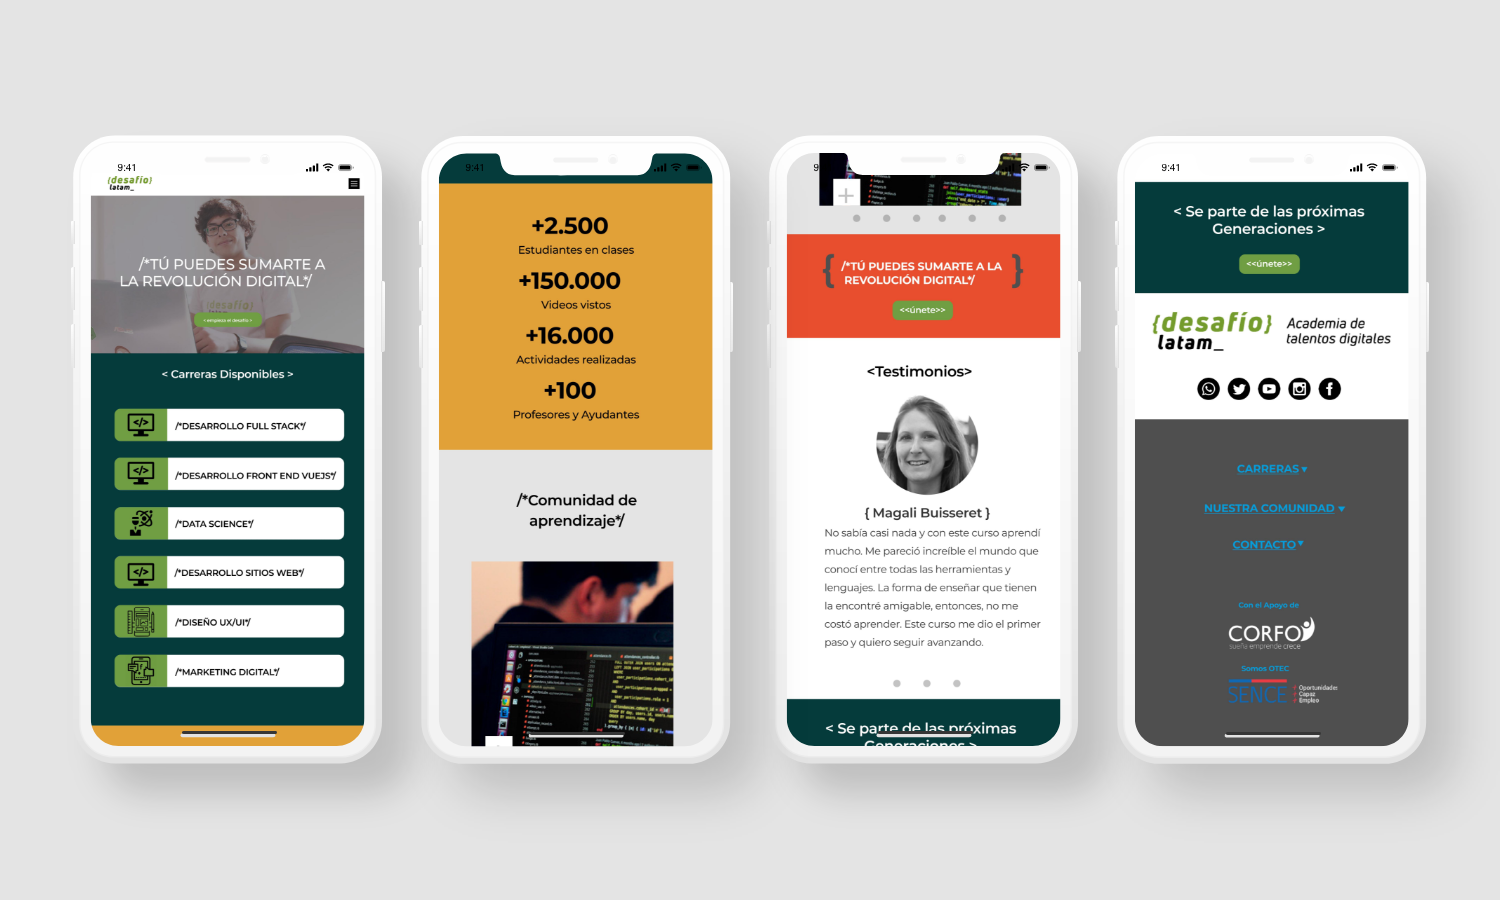 9:41
{desafío}
latam_
/*TÚ PUEDES SUMARTE A
LA REVOLUCIÓN DIGITAL*/
{desafío}
< empieza el desafío >
< Carreras Disponibles >
/*DESARROLLO FULL STACK*/
/*DESARROLLO FRONT END VUEJS*/
/*DATA SCIENCE*/
/*DESARROLLO SITIOS WEB*/
/*DISEÑO UX/UI*/
/*MARKETING DIGITAL*/
9:41
+2.500
Estudiantes en clases
+150.000
Videos vistos
+16.000
Actividades realizadas
+100
Profesores y Ayudantes
/*Comunidad de
aprendizaje*/
{ /*TÚ PUEDES SUMARTE A LA
REVOLUCIÓN DIGITAL*/ }
<<únete>>
<Testimonios>
{ Magali Buisseret }
No sabía casi nada y con este curso aprendí
mucho. Me pareció increíble el mundo que
conocí entre todas las herramientas y
lenguajes. La forma de enseñar que tienen
la encontré amigable, entonces, no me
costó aprender. Este curso me dio el primer
paso y quiero seguir avanzando.
< Se parte de las próximas
Generaciones >
9:41
< Se parte de las próximas
Generaciones >
<<únete>>
{desafío}
latam_
Academia de
talentos digitales
CARRERAS
NUESTRA COMUNIDAD
CONTACTO
Con el Apoyo de
CORFO
sueña emprende crece
Somos OTEC
SENCE
Oportunidades
Capaz
Empleo